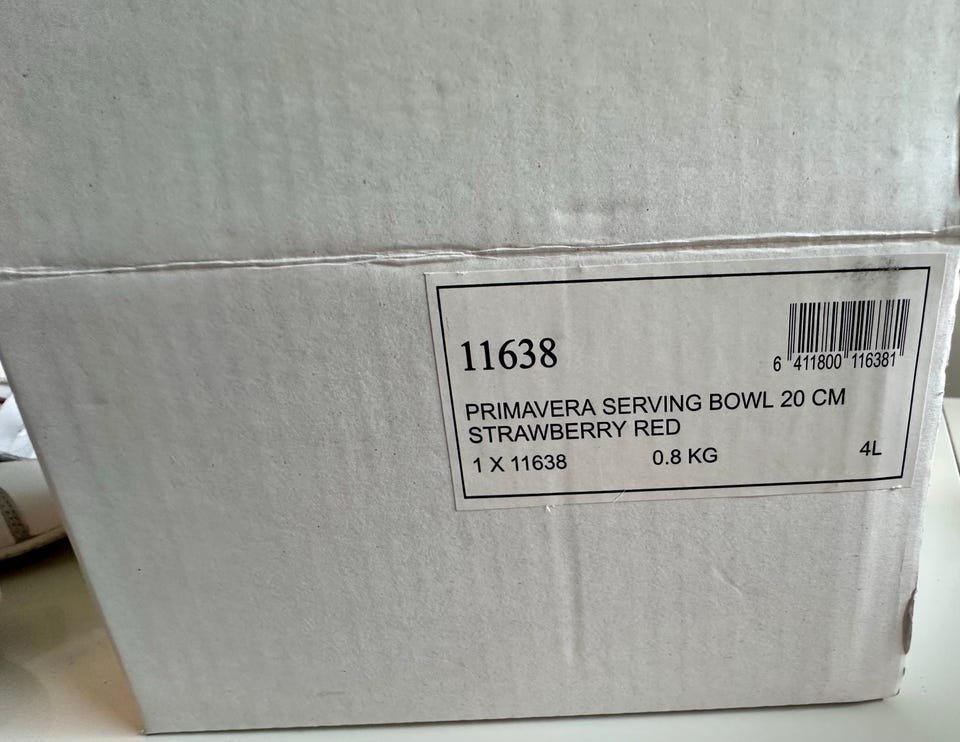 11638
6 411800 116381
PRIMAVERA SERVING BOWL 20 CM
STRAWBERRY RED
1 X 11638 0.8 KG 4L